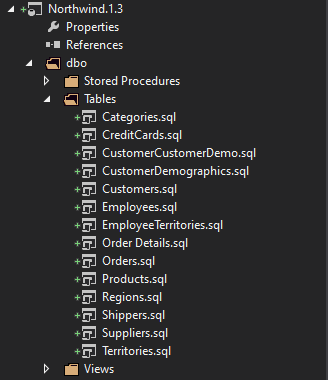 Northwind.1.3
Properties
References
dbo
Stored Procedures
Tables
Categories.sql
CreditCards.sql
CustomerCustomerDemo.sql
CustomerDemographics.sql
Customers.sql
Employees.sql
EmployeeTerritories.sql
Order Details.sql
Orders.sql
Products.sql
Regions.sql
Shippers.sql
Suppliers.sql
Territories.sql
Views